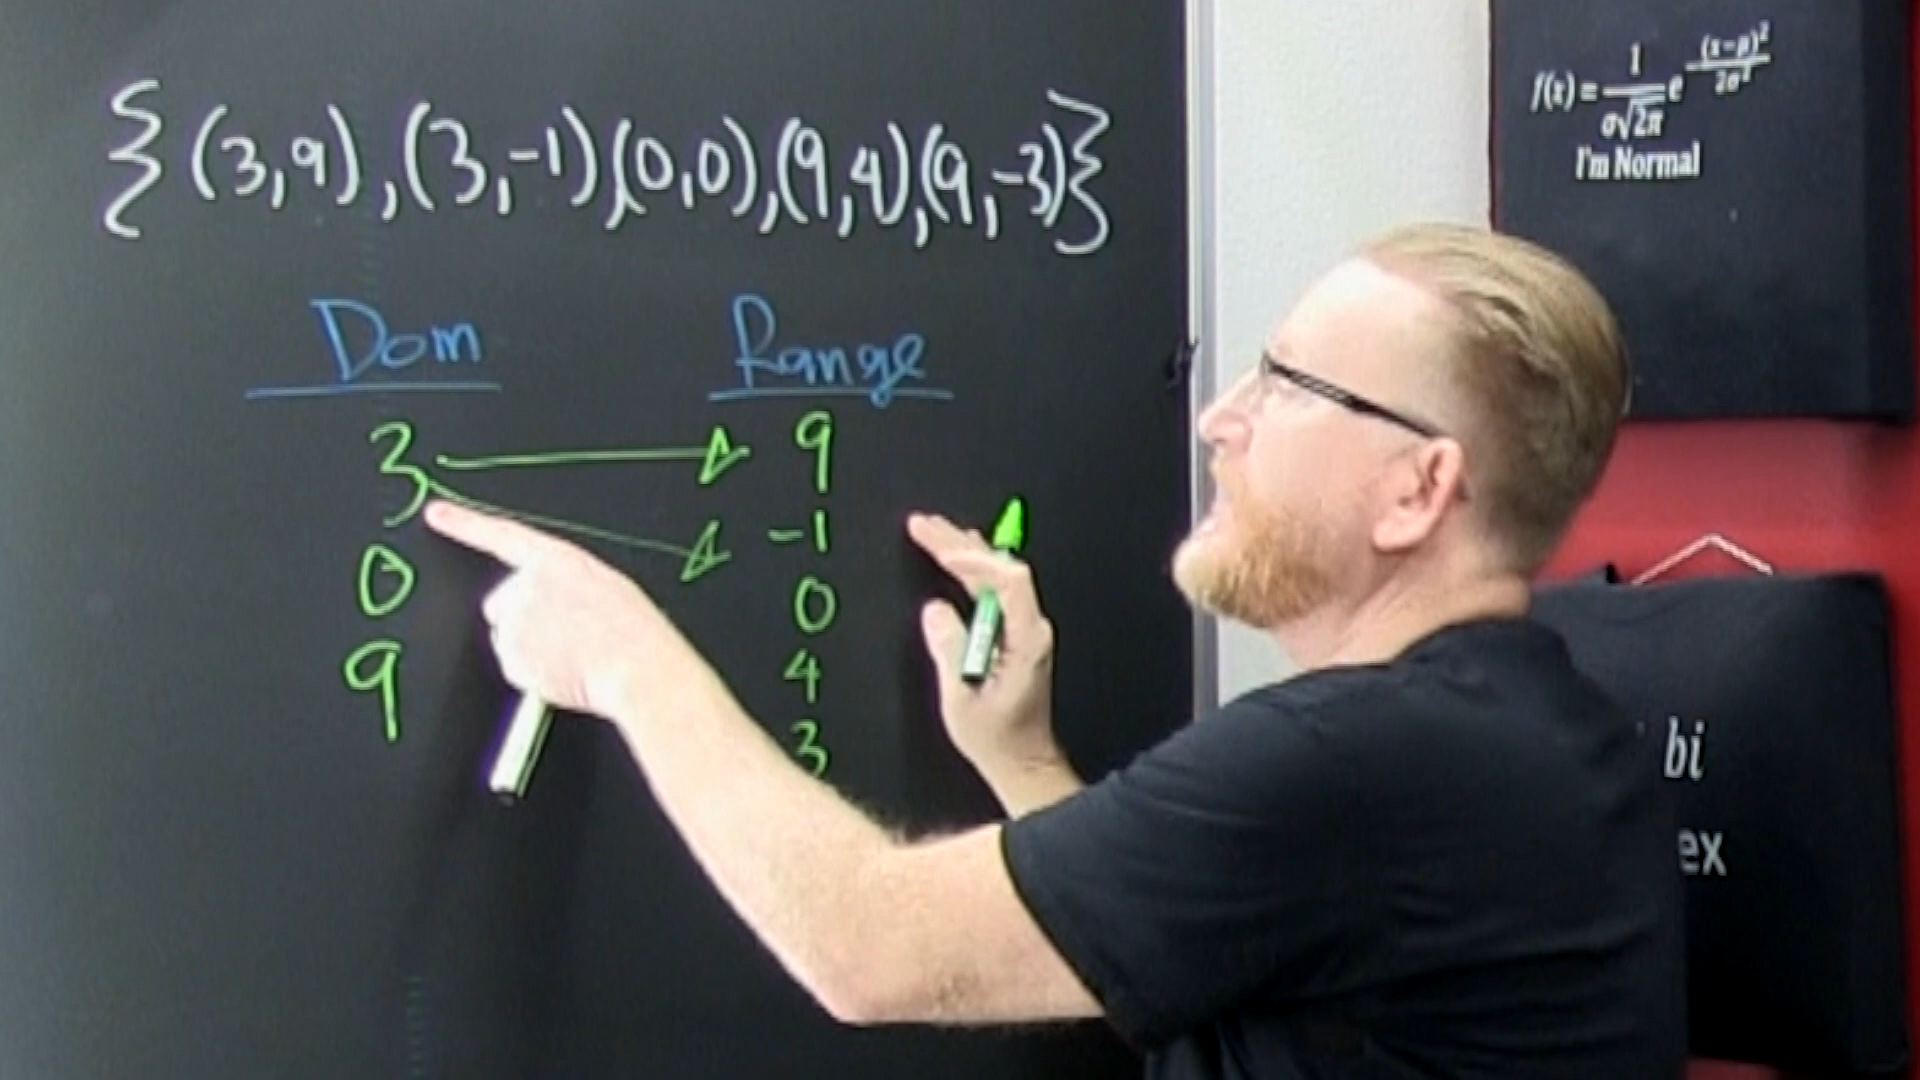 {(3,9),(3,-1),(0,0),(9,4),(9,-3)}
Dom Range
3 9
-1
0 0
9 4
3
f(x) = 1/(σ√2π) e (x-μ)²/2σ²
I'm Normal
bi
ex